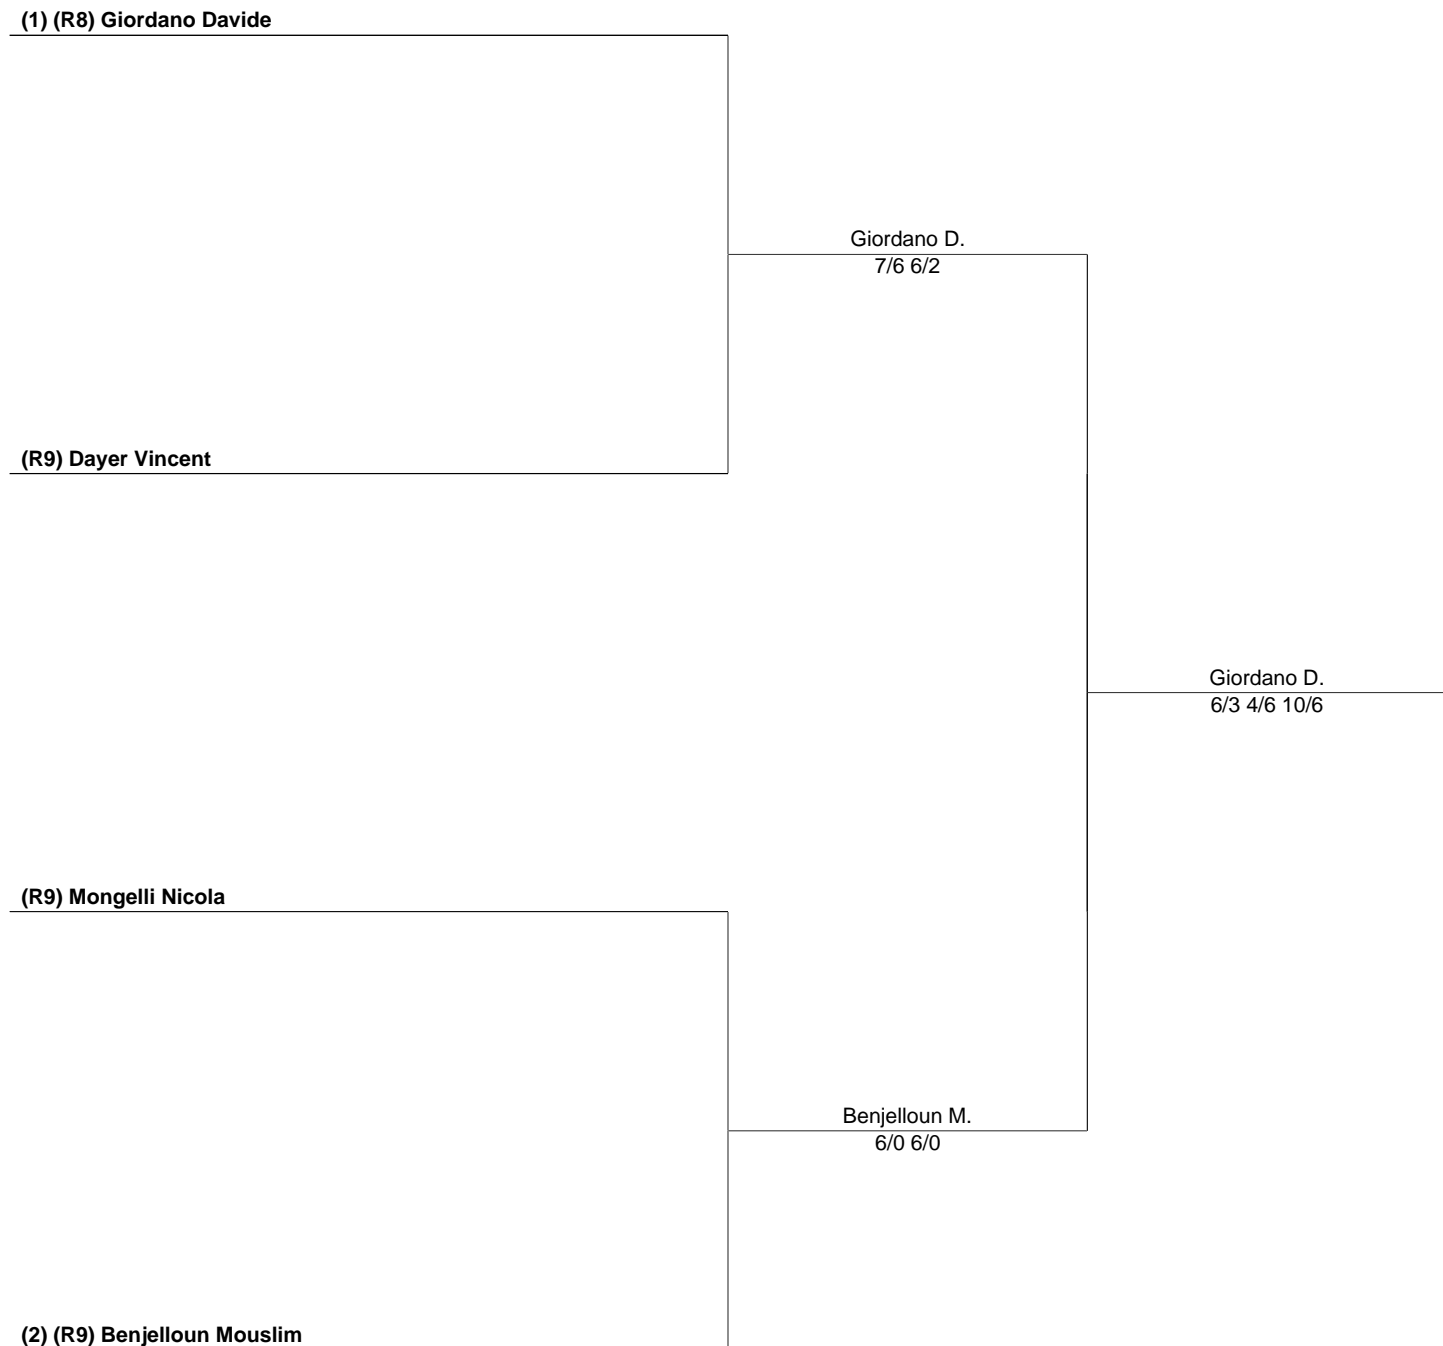 (1) (R8) Giordano Davide
Giordano D.
7/6 6/2
(R9) Dayer Vincent
Giordano D.
6/3 4/6 10/6
(R9) Mongelli Nicola
Benjelloun M.
6/0 6/0
(2) (R9) Benjelloun Mouslim